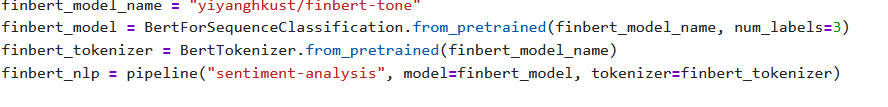 finbert_model_name = "yiyanghkust/finbert-tone"
finbert_model = BertForSequenceClassification.from_pretrained(finbert_model_name, num_labels=3)
finbert_tokenizer = BertTokenizer.from_pretrained(finbert_model_name)
finbert_nlp = pipeline("sentiment-analysis", model=finbert_model, tokenizer=finbert_tokenizer)